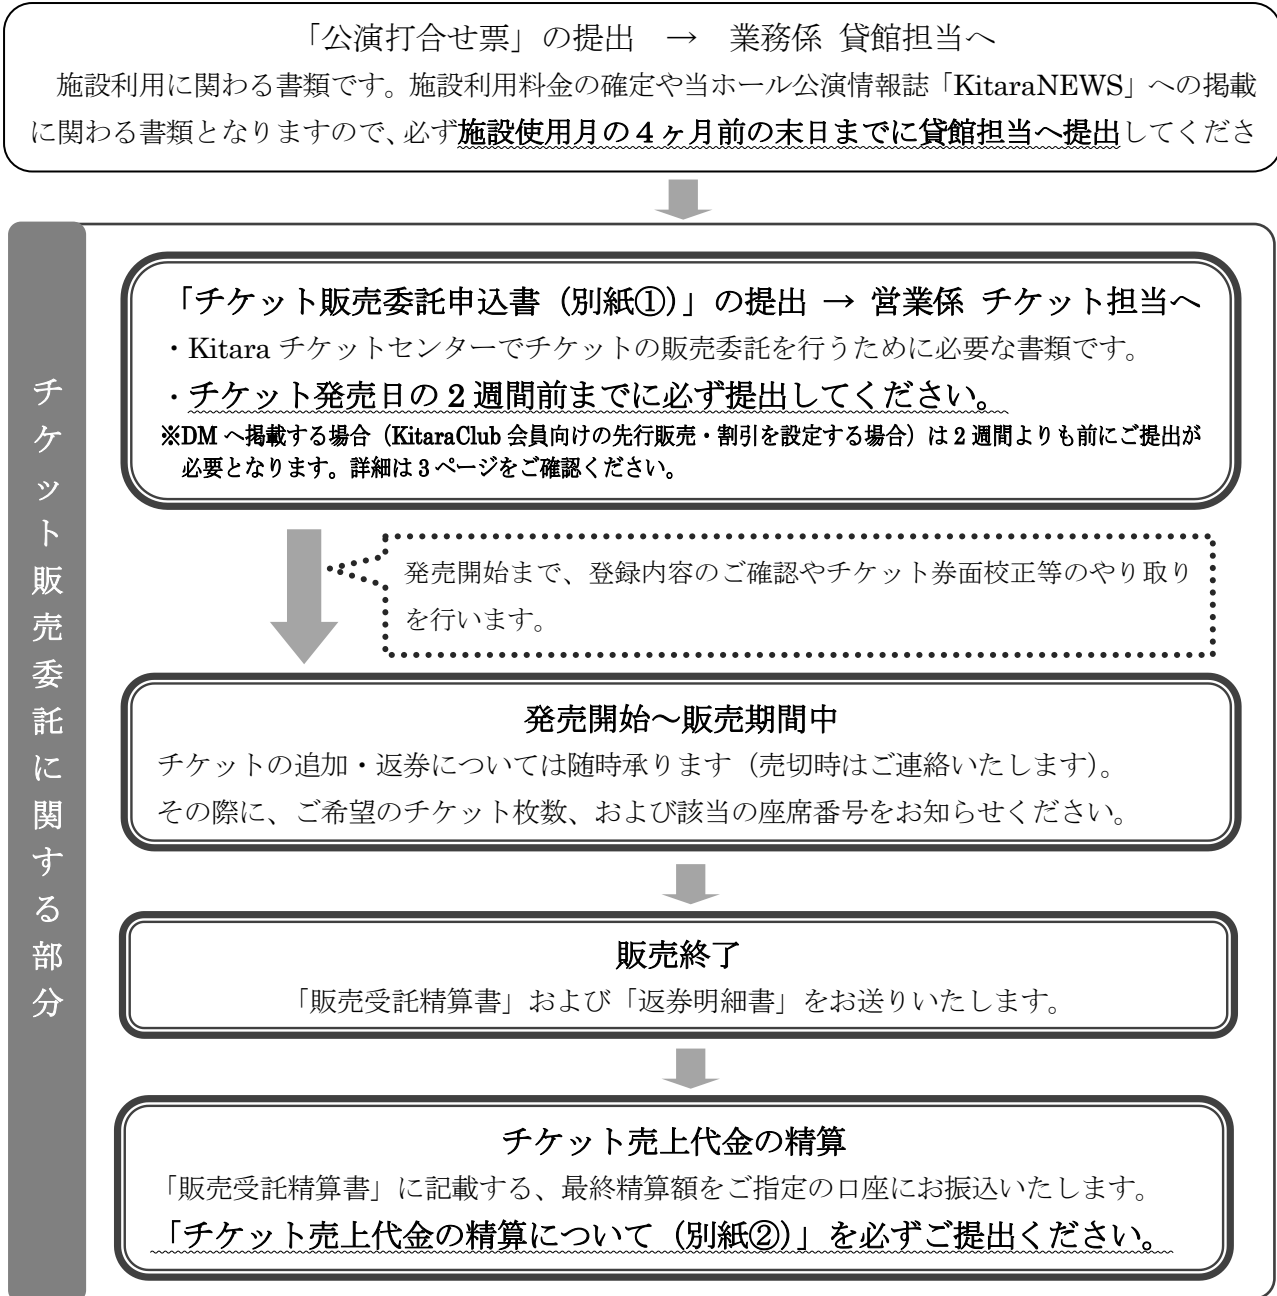 「公演打合せ票」の提出 → 業務係 貸館担当へ
施設利用に関わる書類です。施設利用料金の確定や当ホール公演情報誌「KitaraNEWS」への掲載
に関わる書類となりますので、必ず施設使用月の４ヶ月前の末日までに貸館担当へ提出してくださ
チケット販売委託に関する部分
「チケット販売委託申込書（別紙①）」の提出 → 営業係 チケット担当へ
・Kitara チケットセンターでチケットの販売委託を行うために必要な書類です。
・チケット発売日の 2 週間前までに必ず提出してください。
※DM へ掲載する場合（KitaraClub 会員向けの先行販売・割引を設定する場合）は 2 週間よりも前にご提出が
必要となります。詳細は 3 ページをご確認ください。
発売開始まで、登録内容のご確認やチケット券面校正等のやり取り
を行います。
発売開始～販売期間中
チケットの追加・返券については随時承ります（売切時はご連絡いたします）。
その際に、ご希望のチケット枚数、および該当の座席番号をお知らせください。
販売終了
「販売受託精算書」および「返券明細書」をお送りいたします。
チケット売上代金の精算
「販売受託精算書」に記載する、最終精算額をご指定の口座にお振込いたします。
「チケット売上代金の精算について（別紙②）」を必ずご提出ください。